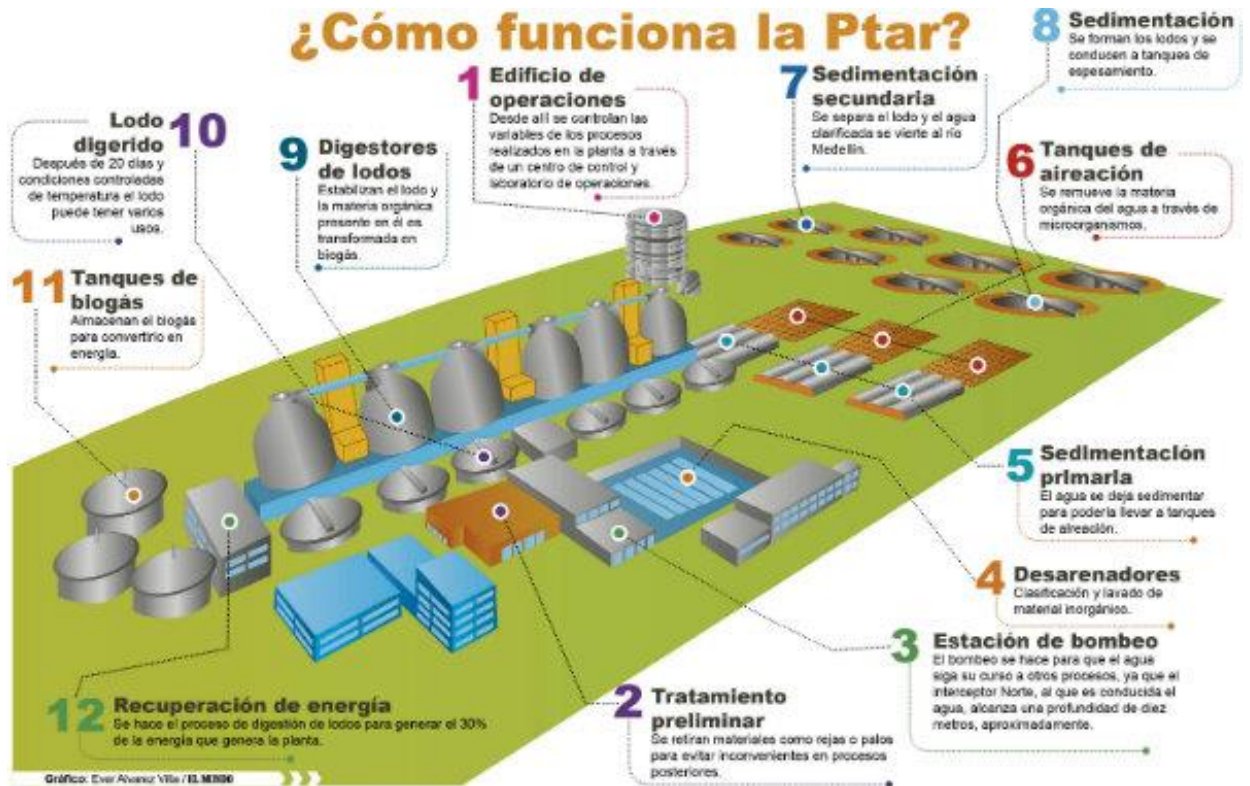 ¿Cómo funciona la Ptar?
1 Edificio de
operaciones
Desde allí se controlan las
variables de los procesos
realizados en la planta a través
de un centro de control y
laboratorio de operaciones.
2 Tratamiento
preliminar
Se retiran materiales como rejas o palos
para evitar inconvenientes en procesos
posteriores.
3 Estación de bombeo
El bombeo se hace para que el agua
siga su curso a otros procesos, ya que el
interceptor Norte, al que es conducida el
agua, alcanza una profundidad de diez
metros, aproximadamente.
4 Desarenadores
Clasificación y lavado de
material inorgánico.
5 Sedimentación
primaria
El agua se deja sedimentar
para poderla llevar a tanques
de aireación.
6 Tanques de
aireación
Se remueve la materia
orgánica del agua a través de
microorganismos.
7 Sedimentación
secundaria
Se separa el lodo y el agua
clarificada se vierte al río
Medellín.
8 Sedimentación
Se forman los lodos y se
conducen a tanques de
espesamiento.
9 Digestores
de lodos
Estabilizan el lodo y
la materia orgánica
presente en él es
transformada en
biogás.
10 Lodo
digerido
Después de 20 días y
condiciones controladas
de temperatura el lodo
puede tener varios
usos.
11 Tanques de
biogás
Almacenan el biogás
para convertirlo en
energía.
12 Recuperación de energía
Se hace el proceso de digestión de lodos para generar el 30%
de la energía que genera la planta.
Gráfico: Ever Alvarez Villa / EL MUNDO